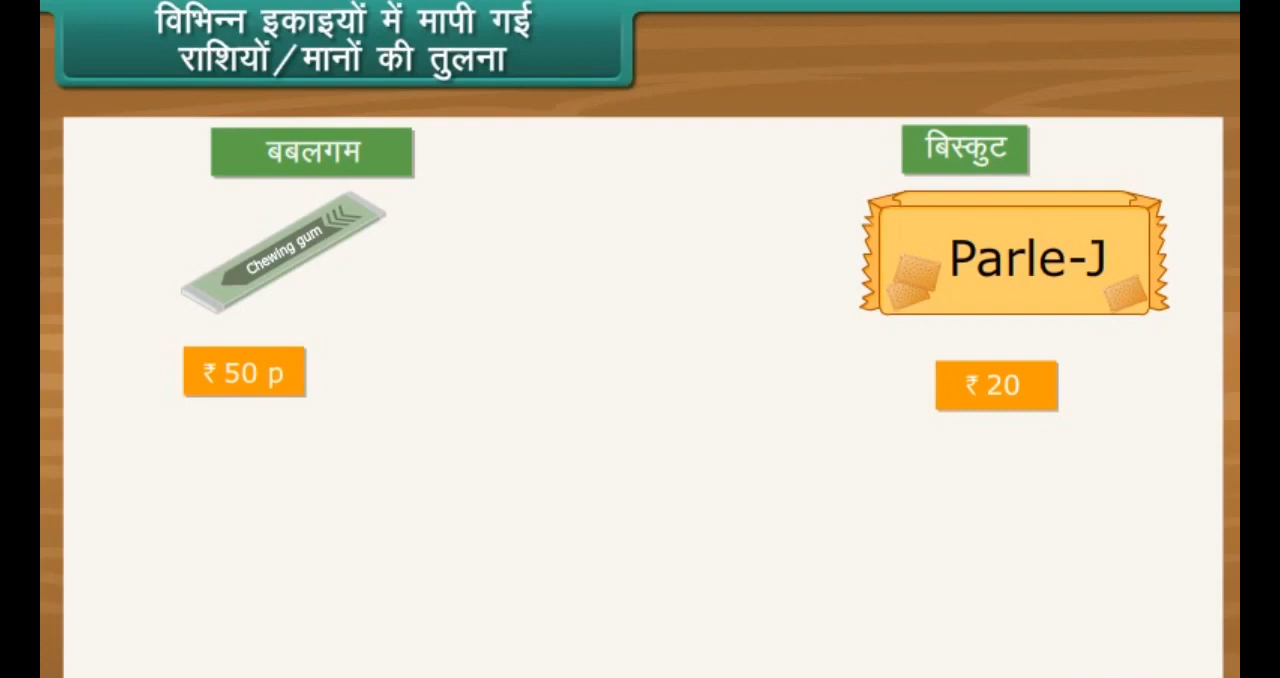 विभिन्न इकाइयों में मापी गई
राशियों/मानों की तुलना
बबलगम
बिस्कुट
Chewing gum
Parle-J
₹ 50 p
₹ 20